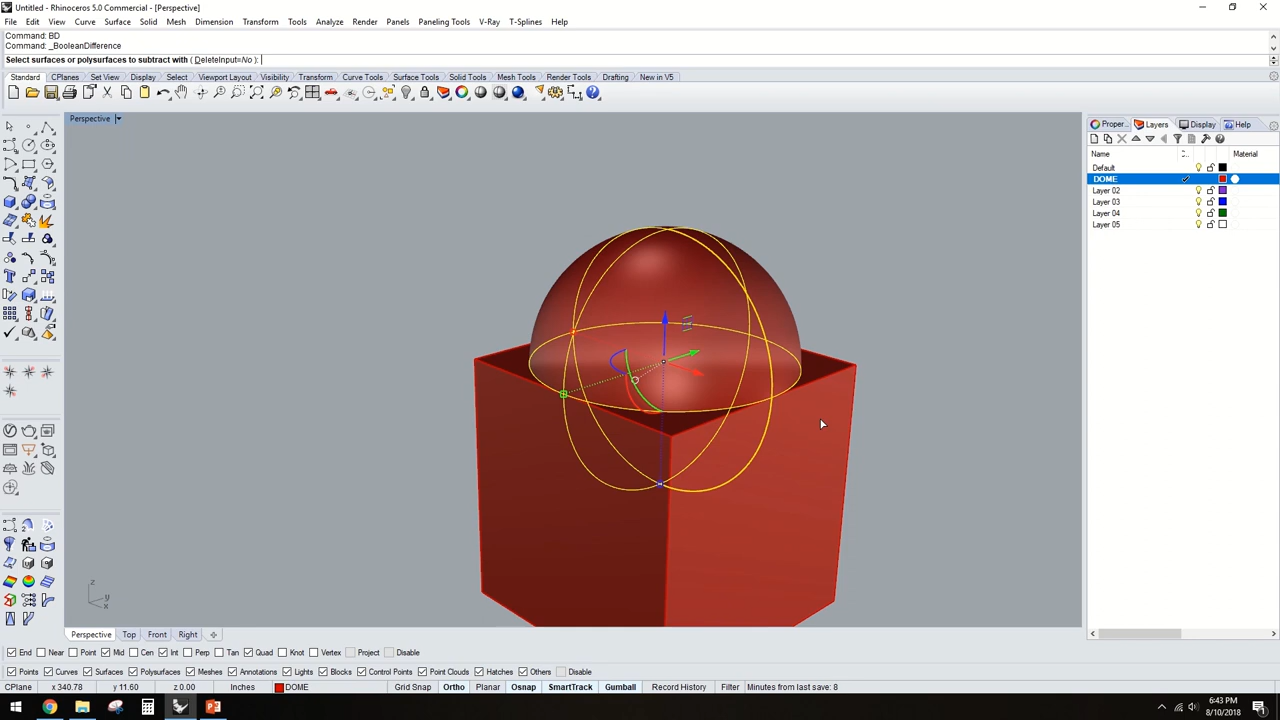 Untitled - Rhinoceros 5.0 Commercial - [Perspective]
File Edit View Curve Surface Solid Mesh Dimension Transform Tools Analyze Render Panels Paneling Tools V-Ray T-Splines Help
Command: BD
Command: _BooleanDifference
Select surfaces or polysurfaces to subtract with ( DeleteInput=No ):
Standard CPlanes Set View Display Select Viewport Layout Visibility Transform Curve Tools Surface Tools Solid Tools Mesh Tools Render Tools Drafting New in V5
Perspective
Proper... Layers Display Help
Name Material
Default
DOME
Layer 02
Layer 03
Layer 04
Layer 05
z
y
x
Perspective Top Front Right
End Near Point Mid Cen Int Perp Tan Quad Knot Vertex Project Disable
Points Curves Surfaces Polysurfaces Meshes Annotations Lights Blocks Control Points Point Clouds Hatches Others Disable
CPlane x 340.78 y 11.60 z 0.00 Inches DOME Grid Snap Ortho Planar Osnap SmartTrack Gumball Record History Filter Minutes from last save: 8
6:43 PM
8/10/2018